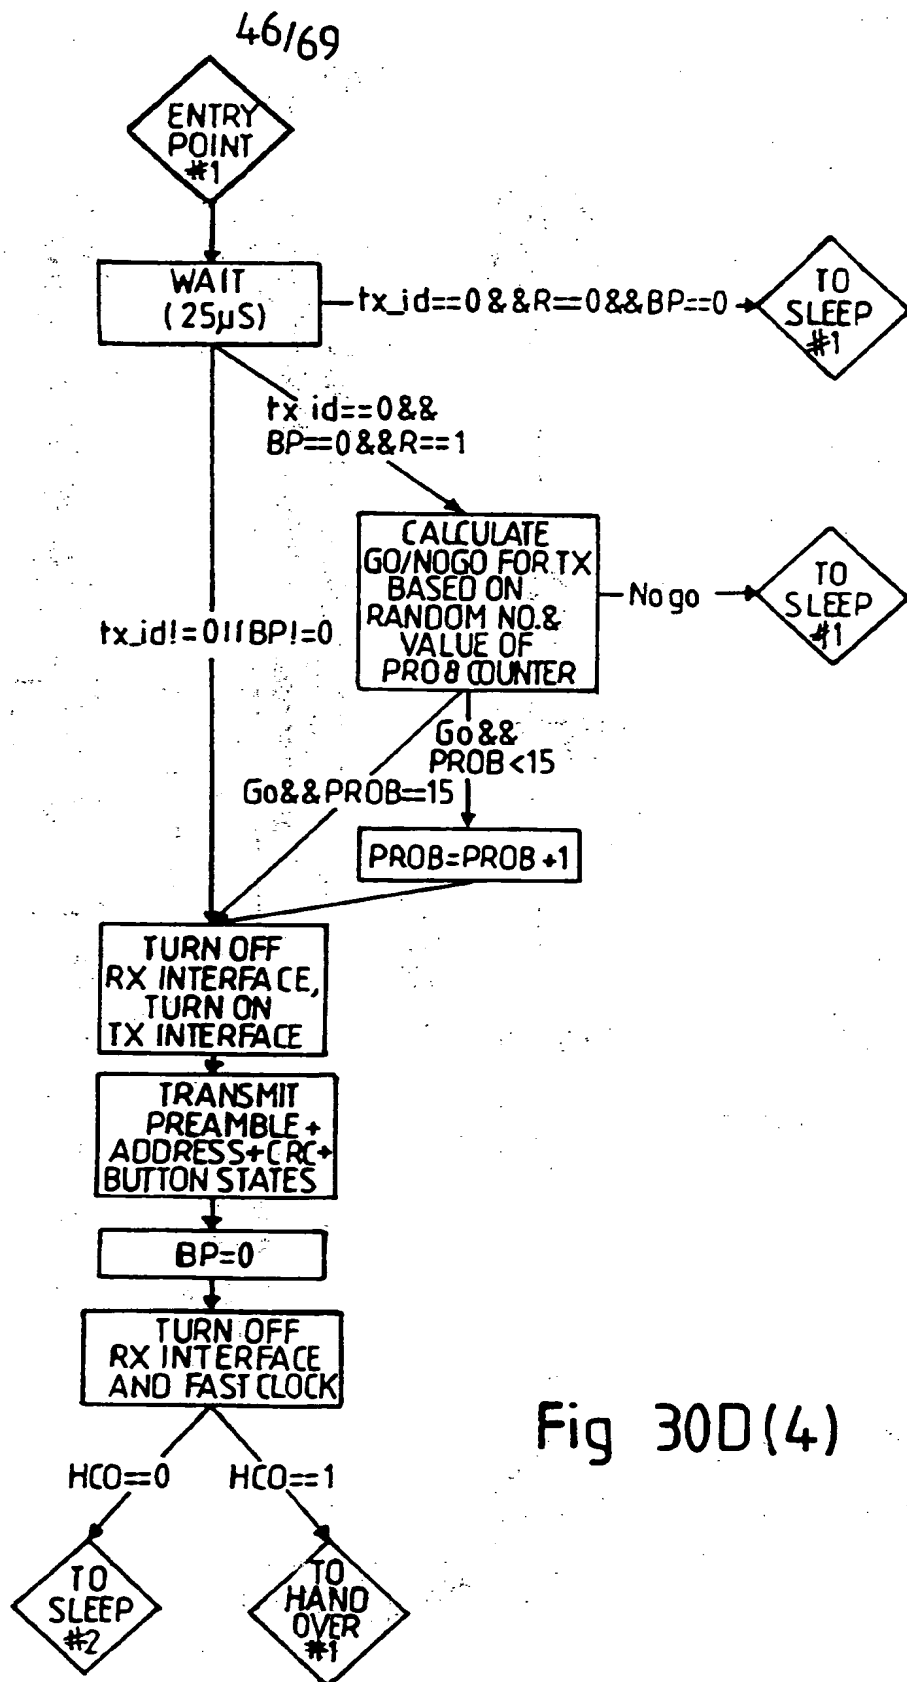 46/69
ENTRY
POINT
#1
WAIT
(25µS)
tx_id==0&&R==0&&BP==0
TO
SLEEP
#1
tx id==0&&
BP==0&&R==1
CALCULATE
GO/NOGO FOR TX
BASED ON
RANDOM NO.&
VALUE OF
PRO8 COUNTER
No go
TO
SLEEP
#1
tx_id!=0!!BP!=0
Go&&
PROB<15
Go&&PROB==15
PROB=PROB+1
TURN OFF
RX INTERFACE,
TURN ON
TX INTERFACE
TRANSMIT
PREAMBLE+
ADDRESS+CRC+
BUTTON STATES
BP=0
TURN OFF
RX INTERFACE
AND FAST CLOCK
HCO==0
HCO==1
TO
SLEEP
#2
TO
HAND
OVER
#1
Fig 30D(4)